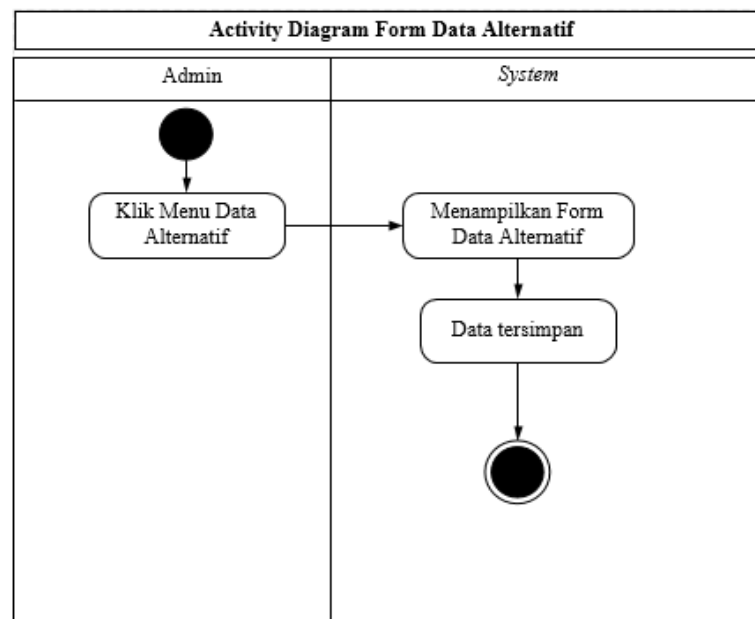 Activity Diagram Form Data Alternatif
Admin
System
Klik Menu Data
Alternatif
Menampilkan Form
Data Alternatif
Data tersimpan